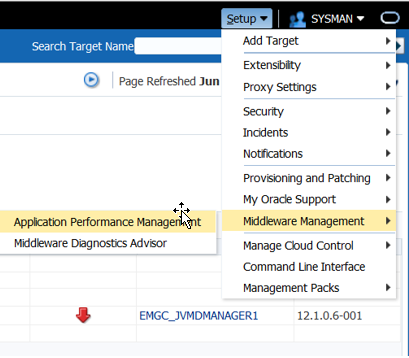 Setup SYSMAN
Search Target Name
Page Refreshed Jun
Add Target
Extensibility
Proxy Settings
Security
Incidents
Notifications
Provisioning and Patching
My Oracle Support
Middleware Management
Application Performance Management
Middleware Diagnostics Advisor
Manage Cloud Control
Command Line Interface
Management Packs
EMGC_JVMDMANAGER1 12.1.0.6-001